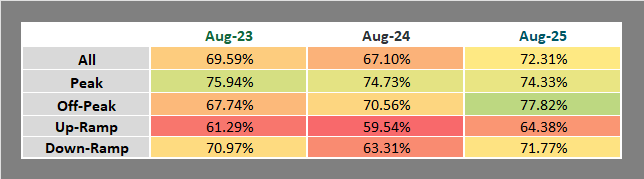 Aug-23 Aug-24 Aug-25
All 69.59% 67.10% 72.31%
Peak 75.94% 74.73% 74.33%
Off-Peak 67.74% 70.56% 77.82%
Up-Ramp 61.29% 59.54% 64.38%
Down-Ramp 70.97% 63.31% 71.77%